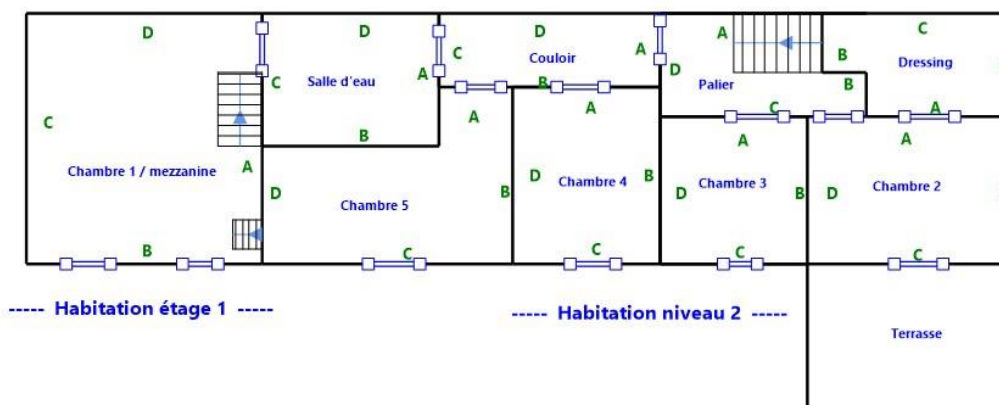 D D D A C
C A B
C Salle d'eau C Couloir Dressing
A D Palier B
B C A
A A
C B A A
Chambre 1 / mezzanine A D Chambre 4 B Chambre 3 Chambre 2
D Chambre 5 B D B D
B C C C C
----- Habitation étage 1 ----- ----- Habitation niveau 2 -----
Terrasse